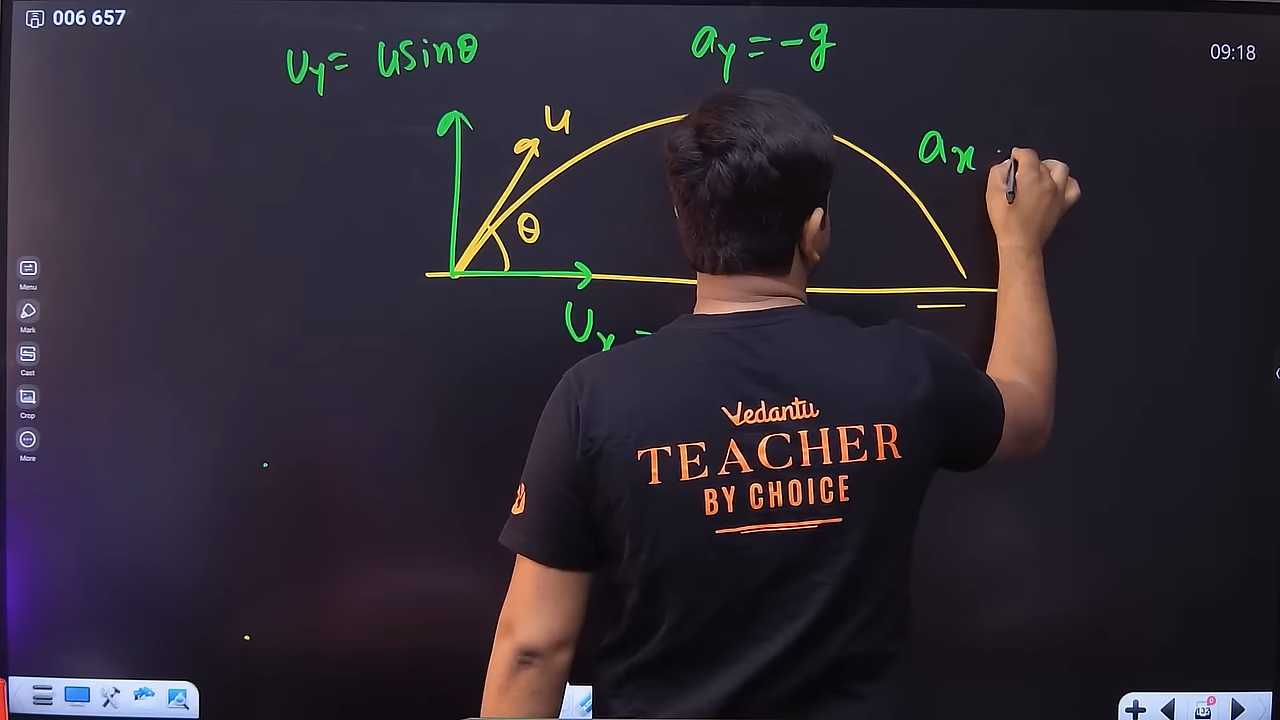 006 657
09:18
Uy = usinθ
ay = -g
u
ax
θ
Ux =
Menu
Mark
Cast
Crop
More
Vedantu
TEACHER
BY CHOICE